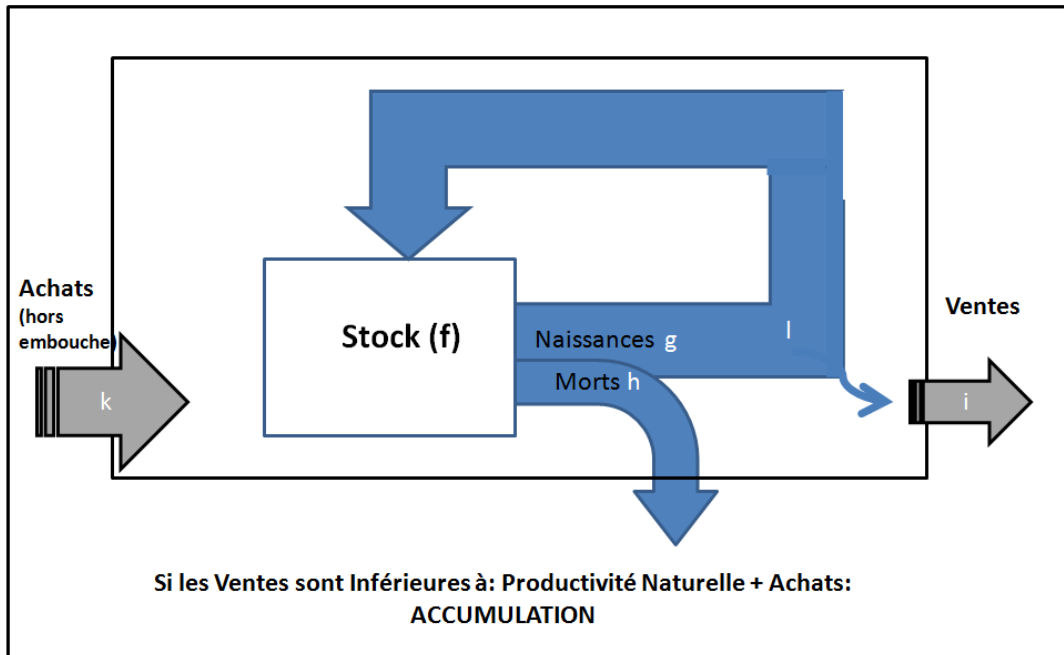 Achats
(hors
embouche)
k
Stock (f)
Naissances g
Morts h
l
Ventes
i
Si les Ventes sont Inférieures à: Productivité Naturelle + Achats:
ACCUMULATION